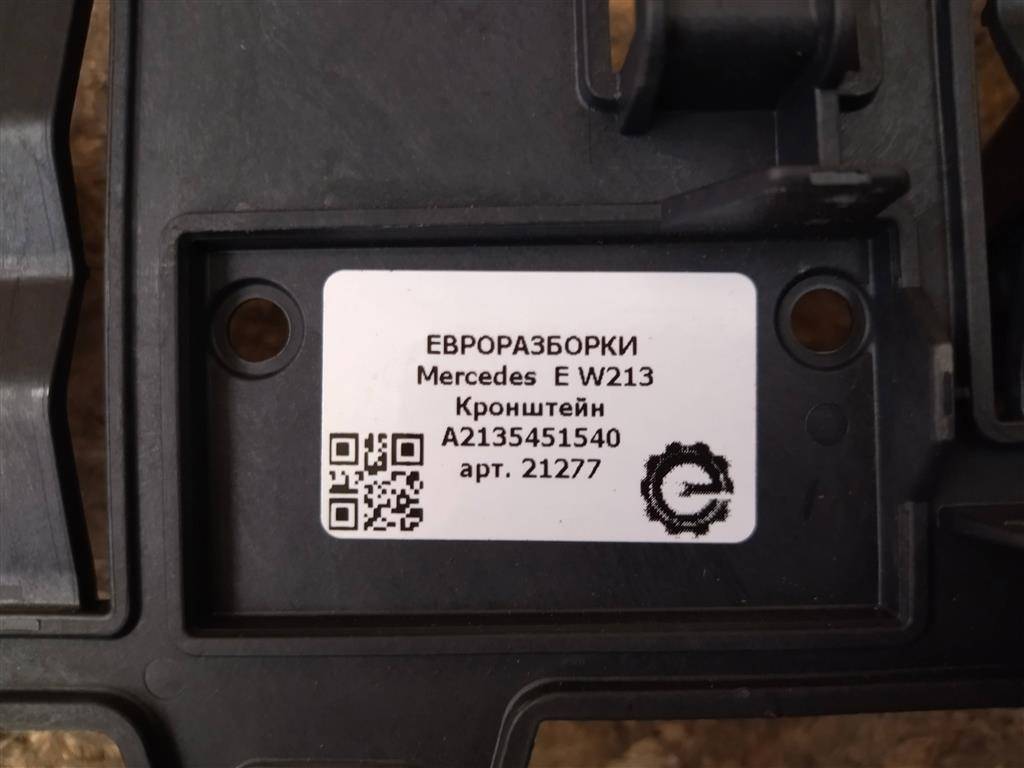 ЕВРОРАЗБОРКИ
Mercedes E W213
Кронштейн
A2135451540
арт. 21277